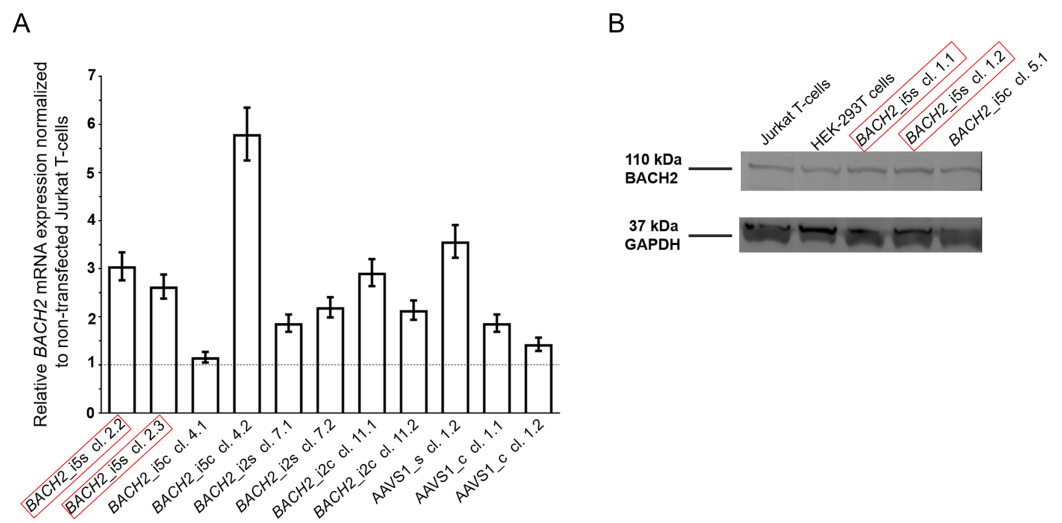 A
Relative BACH2 mRNA expression normalized
to non-transfected Jurkat T-cells
7
6
5
4
3
2
1
0
BACH2_i5s cl. 2.2
BACH2_i5s cl. 2.3
BACH2_i5c cl. 4.1
BACH2_i5c cl. 4.2
BACH2_i2s cl. 7.1
BACH2_i2s cl. 7.2
BACH2_i2c cl. 11.1
BACH2_i2c cl. 11.2
AAVS1_s cl. 1.2
AAVS1_c cl. 1.1
AAVS1_c cl. 1.2
B
Jurkat T-cells
HEK-293T cells
BACH2_i5s cl. 1.1
BACH2_i5s cl. 1.2
BACH2_i5c cl. 5.1
110 kDa
BACH2
37 kDa
GAPDH